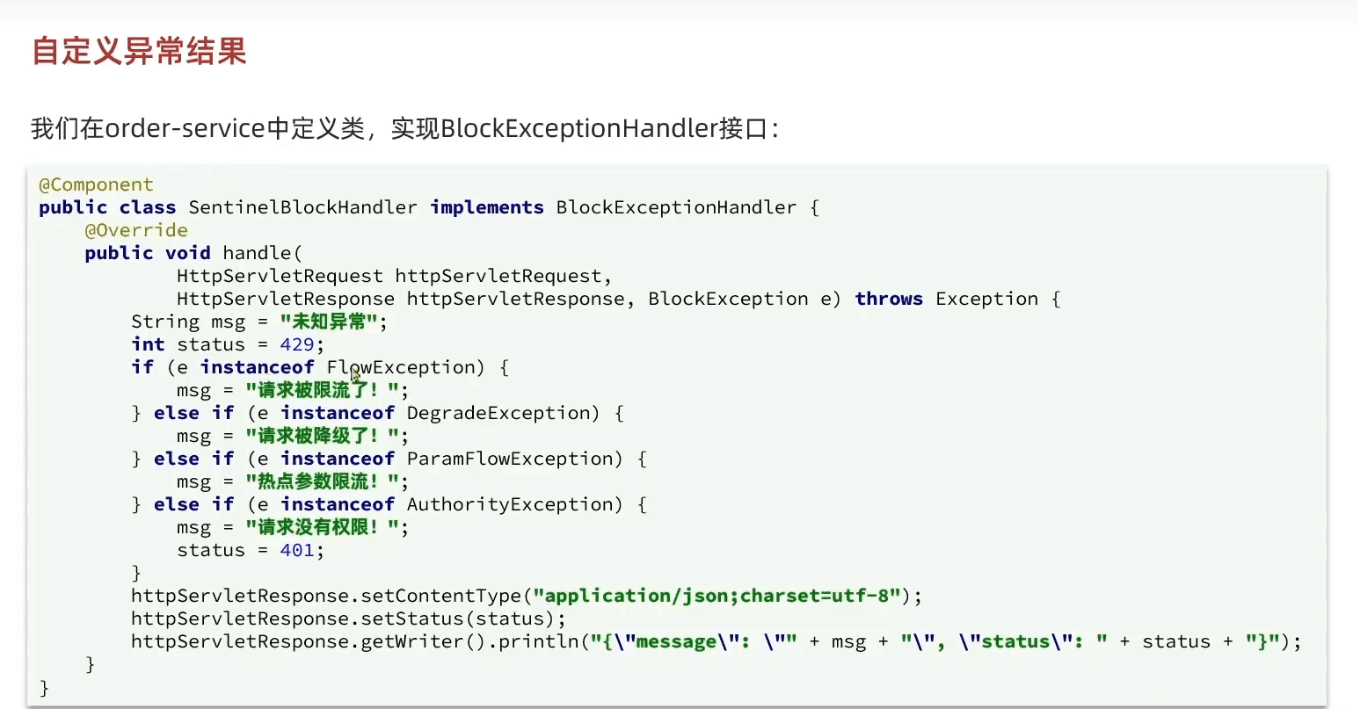 自定义异常结果
我们在order-service中定义类，实现BlockExceptionHandler接口：
@Component
public class SentinelBlockHandler implements BlockExceptionHandler {
    @Override
    public void handle(
            HttpServletRequest httpServletRequest,
            HttpServletResponse httpServletResponse, BlockException e) throws Exception {
        String msg = "未知异常";
        int status = 429;
        if (e instanceof FlowException) {
            msg = "请求被限流了！";
        } else if (e instanceof DegradeException) {
            msg = "请求被降级了！";
        } else if (e instanceof ParamFlowException) {
            msg = "热点参数限流！";
        } else if (e instanceof AuthorityException) {
            msg = "请求没有权限！";
            status = 401;
        }
        httpServletResponse.setContentType("application/json;charset=utf-8");
        httpServletResponse.setStatus(status);
        httpServletResponse.getWriter().println("{\"message\": \"" + msg + "\", \"status\": " + status + "}");
    }
}